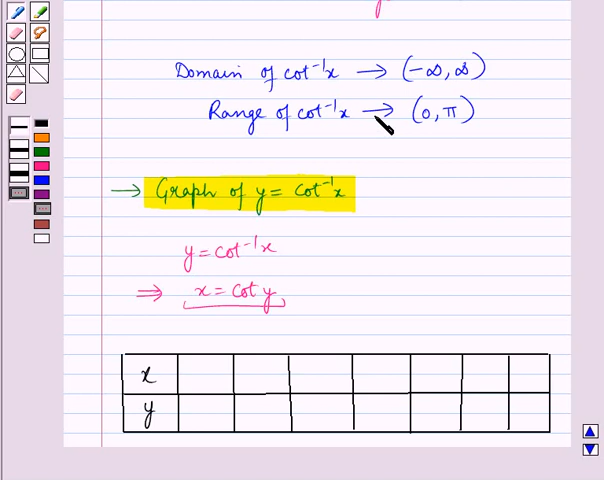 Domain of cot⁻¹x → (-∞, ∞)
Range of cot⁻¹x → (0, π)
→ Graph of y = cot⁻¹x
y = cot⁻¹x
⇒ x = cot y
x
y